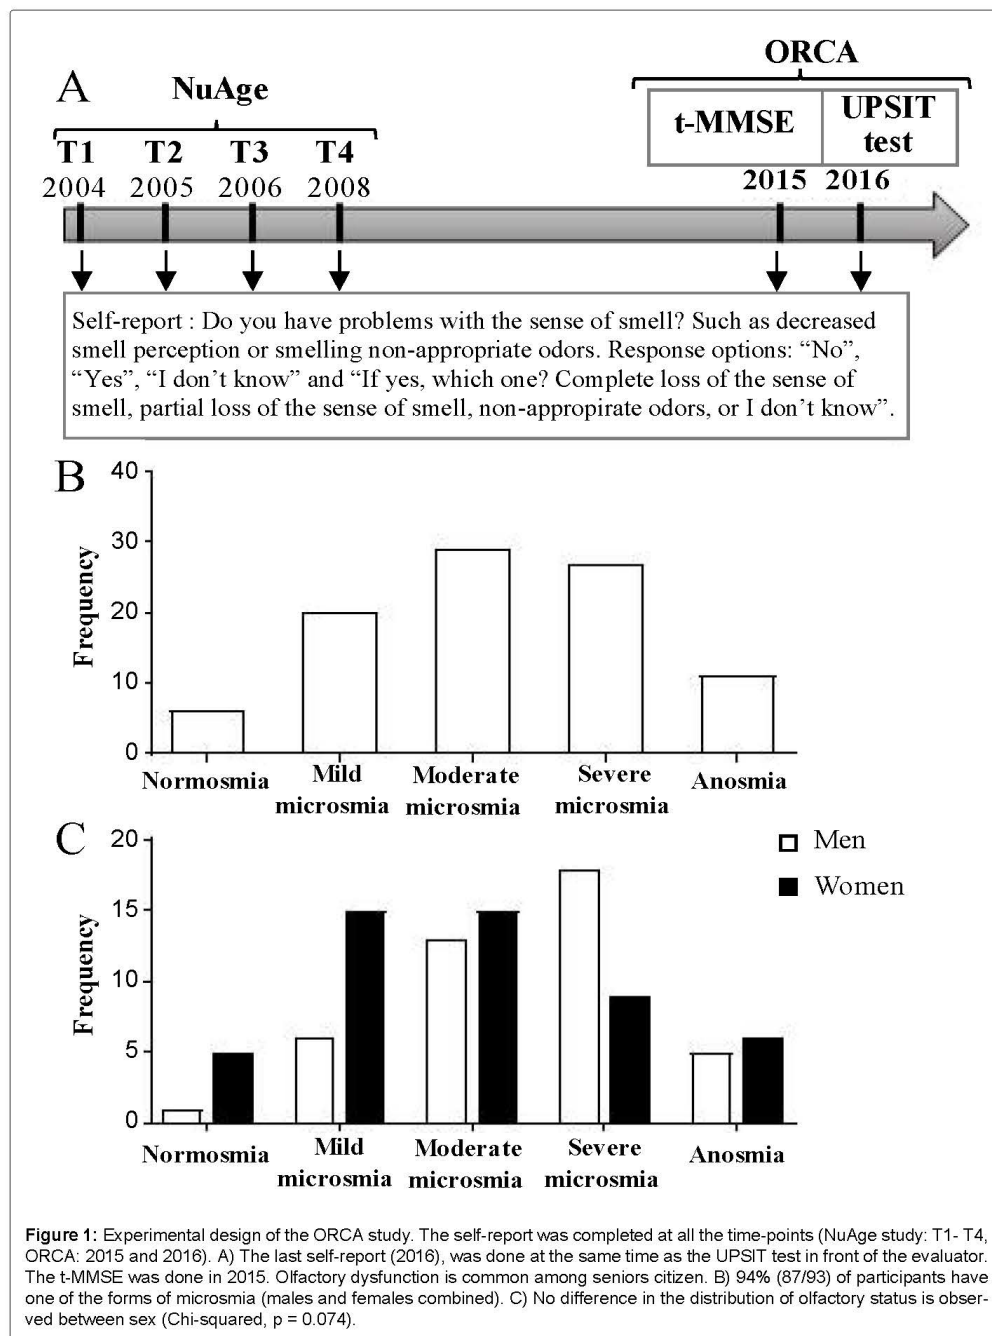 A
NuAge
ORCA
t-MMSE
UPSIT
test
T1 T2 T3 T4
2004 2005 2006 2008 2015 2016
Self-report : Do you have problems with the sense of smell? Such as decreased
smell perception or smelling non-appropriate odors. Response options: “No”,
“Yes”, “I don’t know” and “If yes, which one? Complete loss of the sense of
smell, partial loss of the sense of smell, non-appropirate odors, or I don’t know”.
B
Frequency
40
30
20
10
0
Normosmia
Mild
microsmia
Moderate
microsmia
Severe
microsmia
Anosmia
C
Frequency
20
15
10
5
0
Men
Women
Normosmia
Mild
microsmia
Moderate
microsmia
Severe
microsmia
Anosmia
Figure 1: Experimental design of the ORCA study. The self-report was completed at all the time-points (NuAge study: T1- T4,
ORCA: 2015 and 2016). A) The last self-report (2016), was done at the same time as the UPSIT test in front of the evaluator.
The t-MMSE was done in 2015. Olfactory dysfunction is common among seniors citizen. B) 94% (87/93) of participants have
one of the forms of microsmia (males and females combined). C) No difference in the distribution of olfactory status is obser-
ved between sex (Chi-squared, p = 0.074).